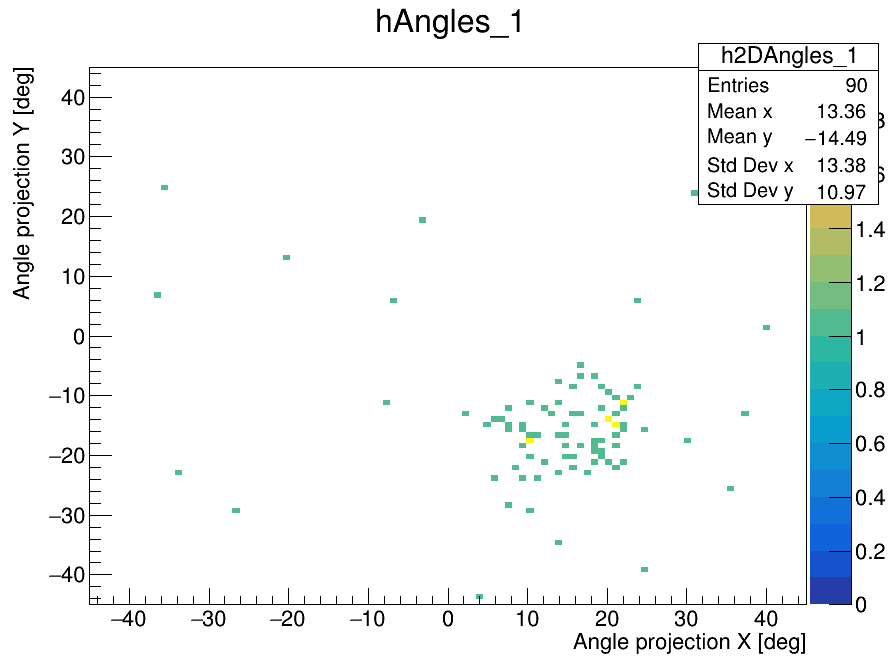 hAngles_1
h2DAngles_1
Entries 90
Mean x 13.36
Mean y −14.49
Std Dev x 13.38
Std Dev y 10.97
Angle projection Y [deg]
40
30
20
10
0
−10
−20
−30
−40
−40 −30 −20 −10 0 10 20 30 40
Angle projection X [deg]
1.4
1.2
1
0.8
0.6
0.4
0.2
0